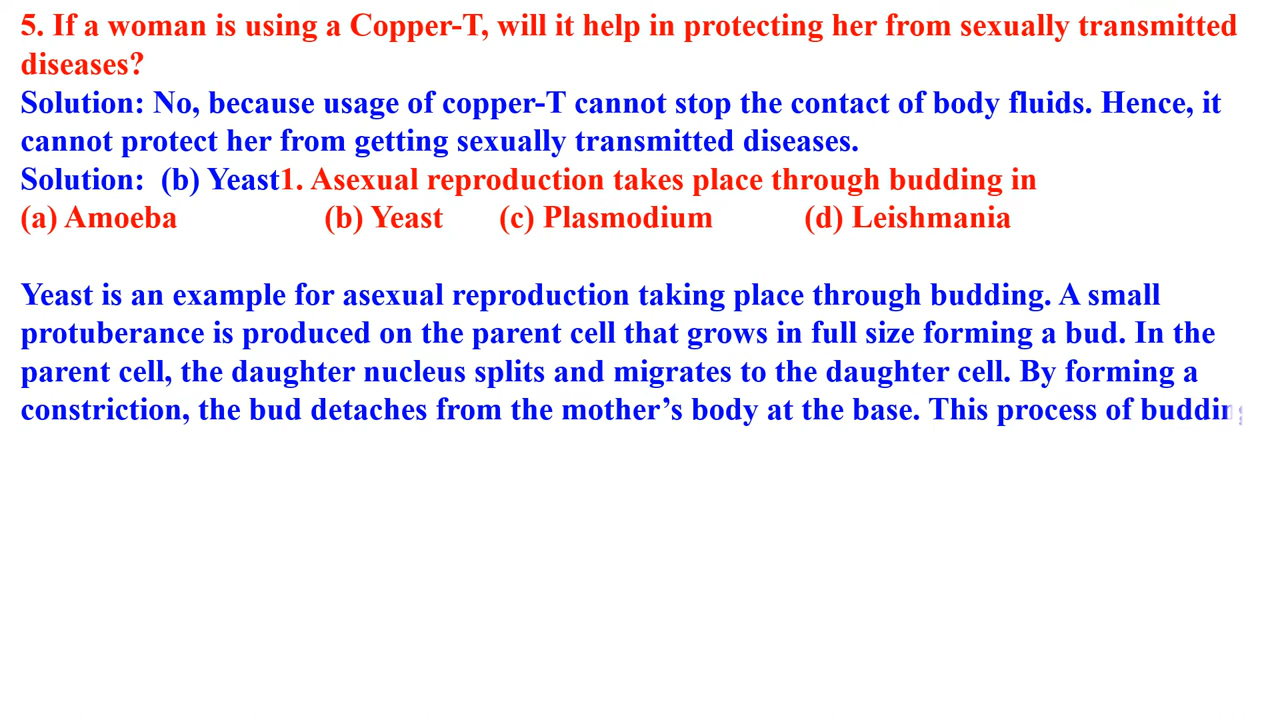 5. If a woman is using a Copper-T, will it help in protecting her from sexually transmitted
diseases?
Solution: No, because usage of copper-T cannot stop the contact of body fluids. Hence, it
cannot protect her from getting sexually transmitted diseases.
Solution: (b) Yeast1. Asexual reproduction takes place through budding in
(a) Amoeba (b) Yeast (c) Plasmodium (d) Leishmania
Yeast is an example for asexual reproduction taking place through budding. A small
protuberance is produced on the parent cell that grows in full size forming a bud. In the
parent cell, the daughter nucleus splits and migrates to the daughter cell. By forming a
constriction, the bud detaches from the mother’s body at the base. This process of budding